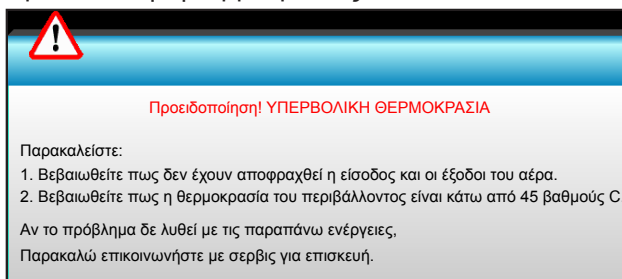 Προειδοποίηση! ΥΠΕΡΒΟΛΙΚΗ ΘΕΡΜΟΚΡΑΣΙΑ
Παρακαλείστε:
1. Βεβαιωθείτε πως δεν έχουν αποφραχθεί η είσοδος και οι έξοδοι του αέρα.
2. Βεβαιωθείτε πως η θερμοκρασία του περιβάλλοντος είναι κάτω από 45 βαθμούς C
Αν το πρόβλημα δε λυθεί με τις παραπάνω ενέργειες,
Παρακαλώ επικοινωνήστε με σερβις για επισκευή.